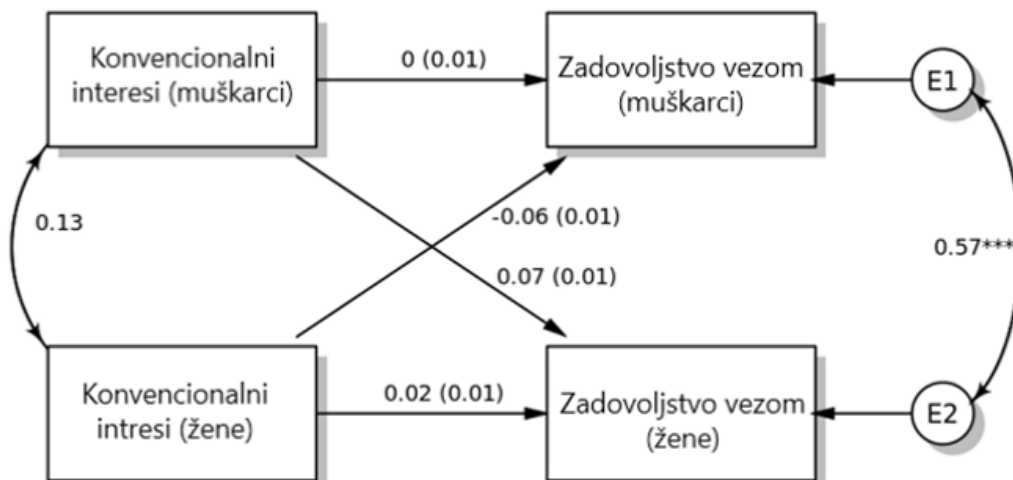 Konvencionalni
interesi (muškarci)
0 (0.01)
Zadovoljstvo vezom
(muškarci)
E1
0.13
-0.06 (0.01)
0.07 (0.01)
0.57***
Konvencionalni
intresi (žene)
0.02 (0.01)
Zadovoljstvo vezom
(žene)
E2